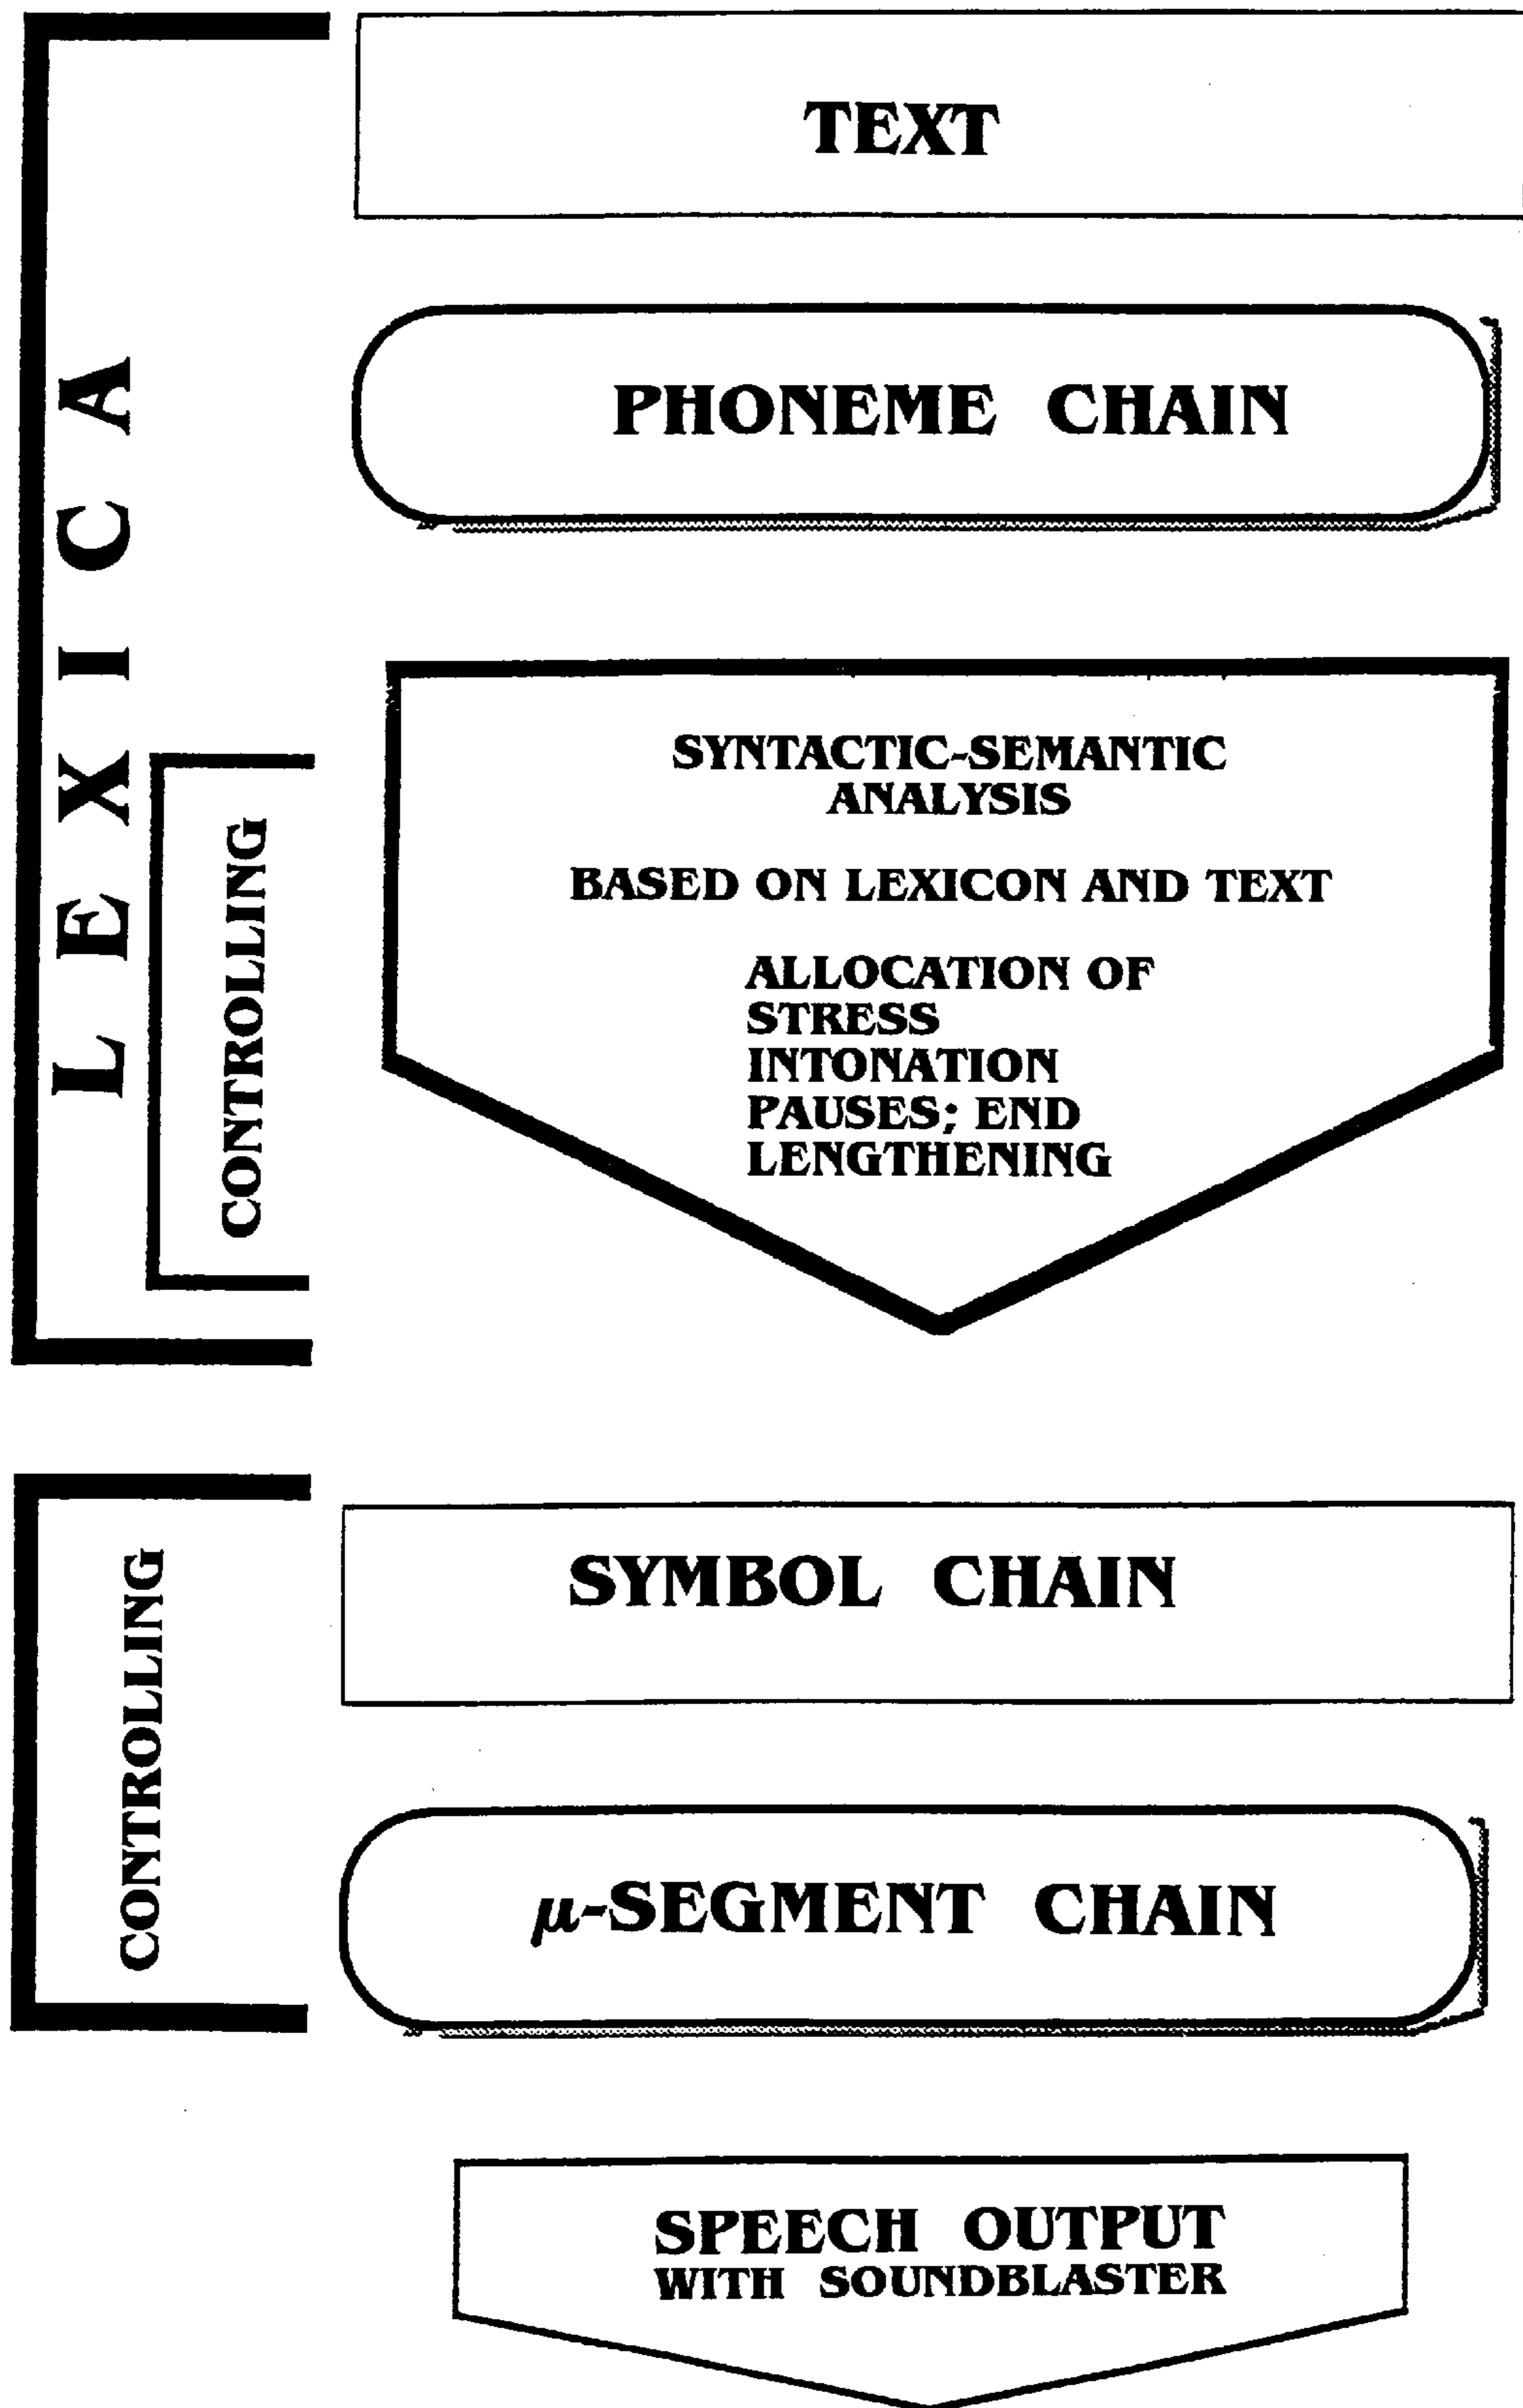 LEXICA
TEXT
PHONEME CHAIN
CONTROLLING
SYNTACTIC-SEMANTIC
ANALYSIS
BASED ON LEXICON AND TEXT
ALLOCATION OF
STRESS
INTONATION
PAUSES; END
LENGTHENING
CONTROLLING
SYMBOL CHAIN
μ-SEGMENT CHAIN
SPEECH OUTPUT
WITH SOUNDBLASTER